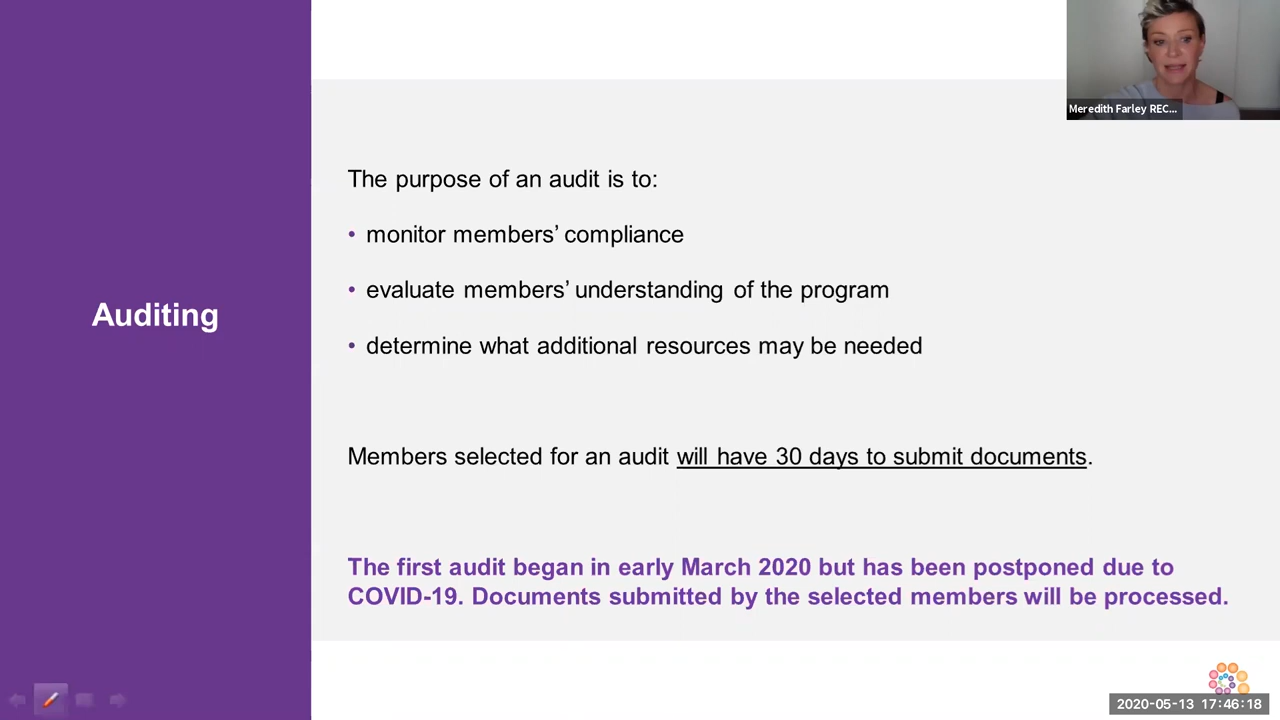 Meredith Farley REC...
The purpose of an audit is to:
• monitor members’ compliance
• evaluate members’ understanding of the program
• determine what additional resources may be needed
Auditing
Members selected for an audit will have 30 days to submit documents.
The first audit began in early March 2020 but has been postponed due to
COVID-19. Documents submitted by the selected members will be processed.
2020-05-13 17:46:18